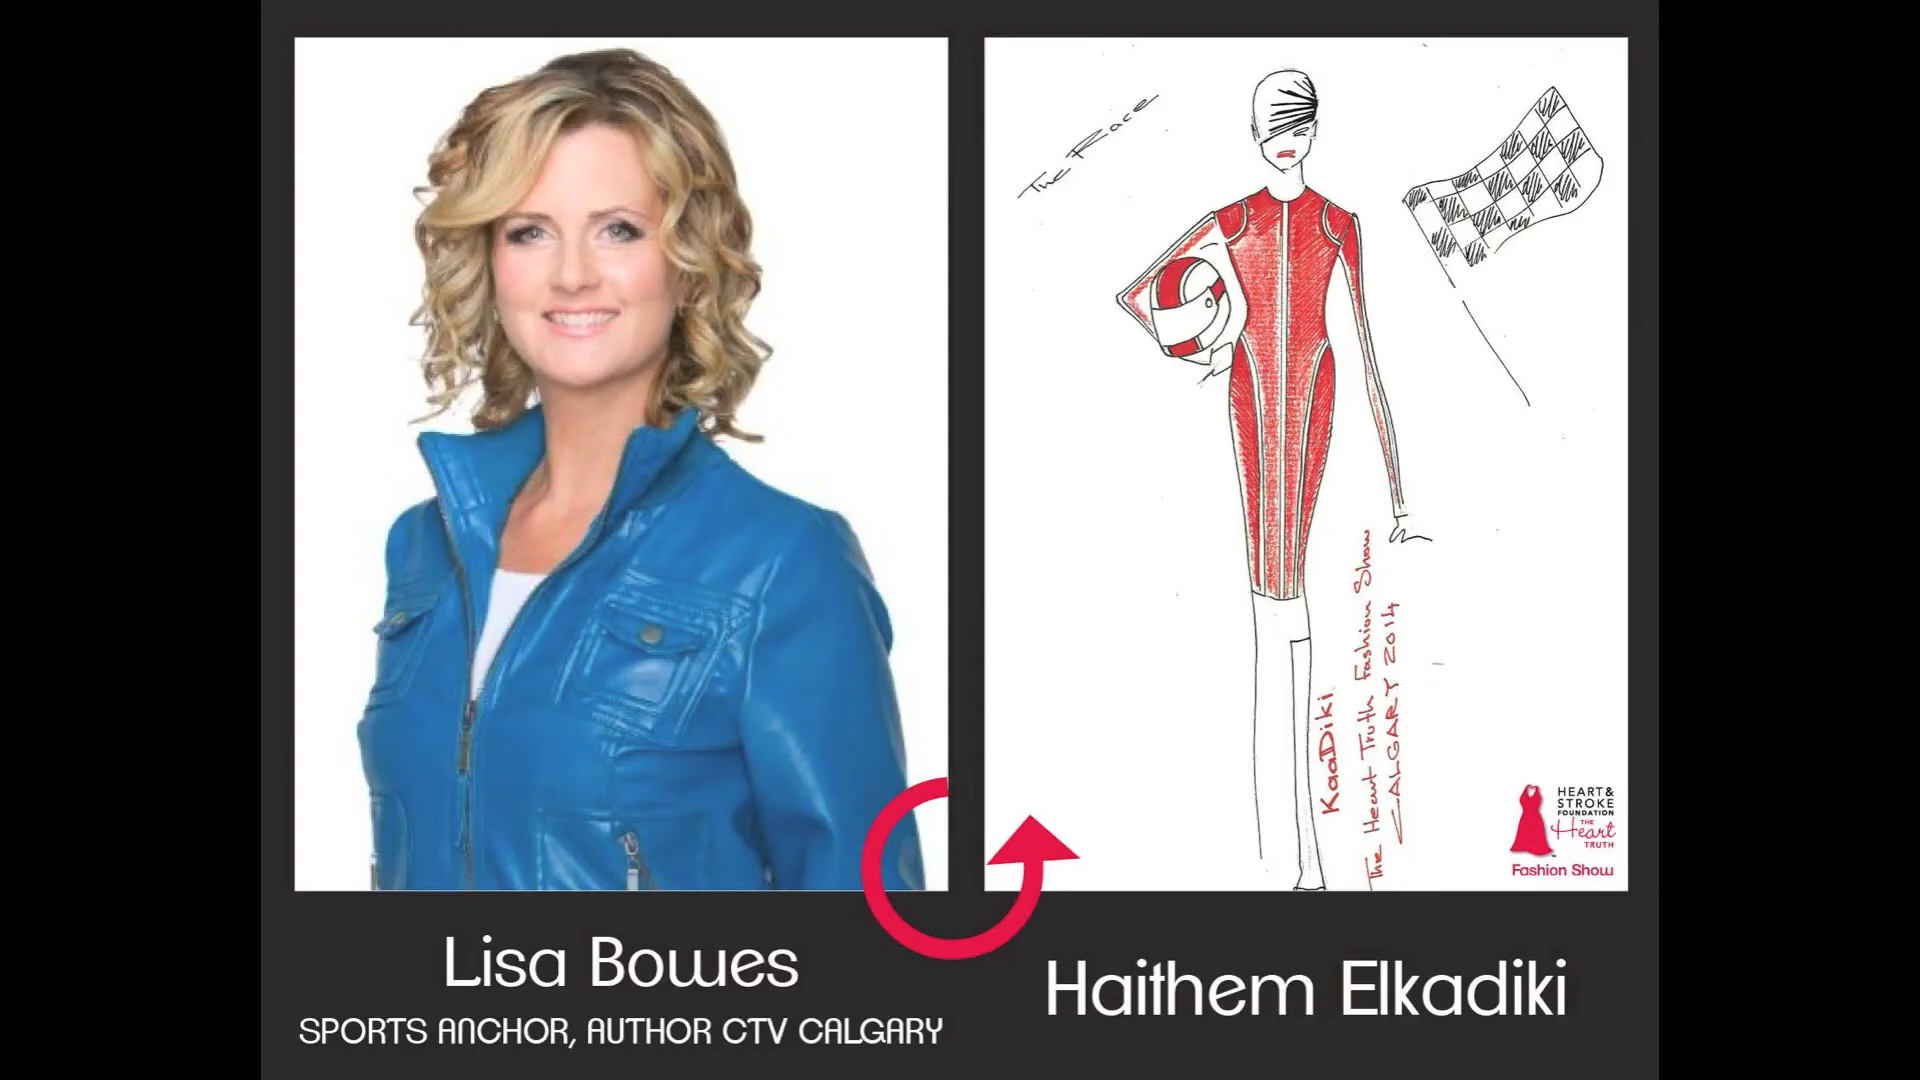 The Race
KaaDiki
The Heart Truth Fashion Show
CALGARY 2014
HEART &
STROKE
FOUNDATION
THE
Heart
TRUTH
Fashion Show
Lisa Bowes
SPORTS ANCHOR, AUTHOR CTV CALGARY
Haithem Elkadiki